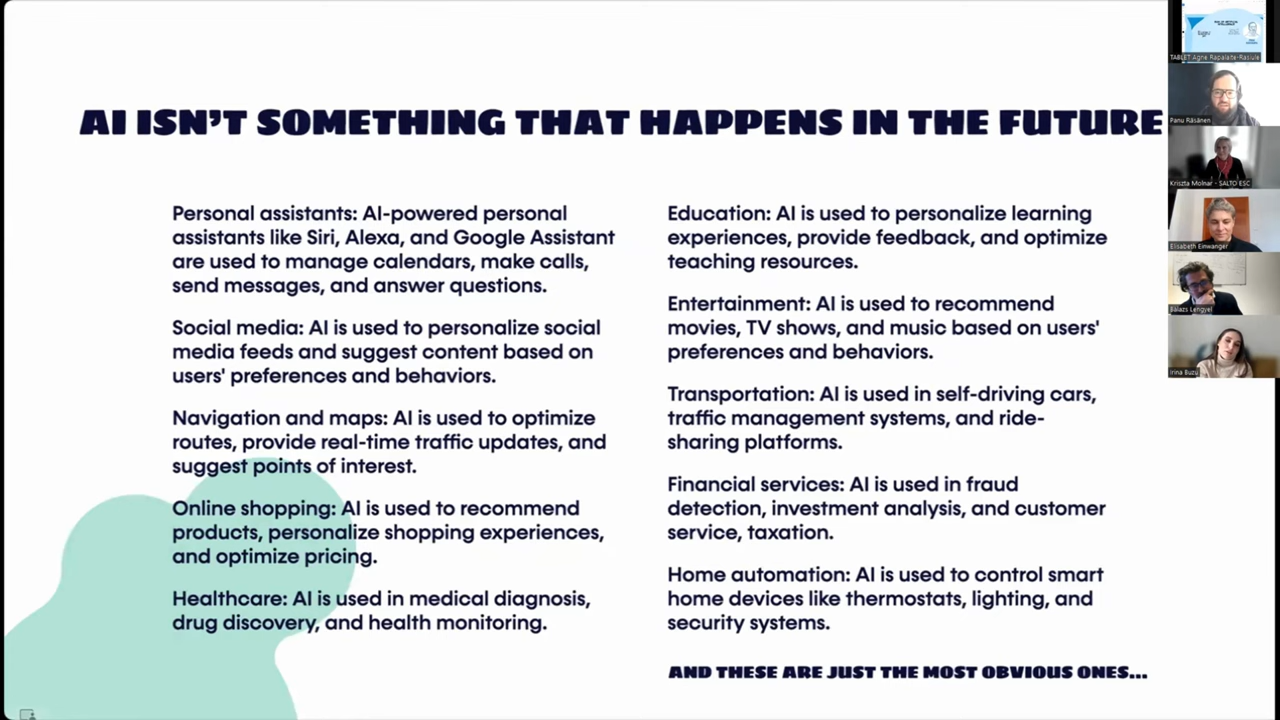 AI ISN'T SOMETHING THAT HAPPENS IN THE FUTURE
Personal assistants: AI-powered personal
assistants like Siri, Alexa, and Google Assistant
are used to manage calendars, make calls,
send messages, and answer questions.
Social media: AI is used to personalize social
media feeds and suggest content based on
users' preferences and behaviors.
Navigation and maps: AI is used to optimize
routes, provide real-time traffic updates, and
suggest points of interest.
Online shopping: AI is used to recommend
products, personalize shopping experiences,
and optimize pricing.
Healthcare: AI is used in medical diagnosis,
drug discovery, and health monitoring.
Education: AI is used to personalize learning
experiences, provide feedback, and optimize
teaching resources.
Entertainment: AI is used to recommend
movies, TV shows, and music based on users'
preferences and behaviors.
Transportation: AI is used in self-driving cars,
traffic management systems, and ride-
sharing platforms.
Financial services: AI is used in fraud
detection, investment analysis, and customer
service, taxation.
Home automation: AI is used to control smart
home devices like thermostats, lighting, and
security systems.
AND THESE ARE JUST THE MOST OBVIOUS ONES...
TABLET Agne Rapalaite-Rasiule
Panu Räsänen
Kriszta Molnar - SALTO ESC
Elisabeth Einwanger
Balazs Lengyel
Irina Buzu